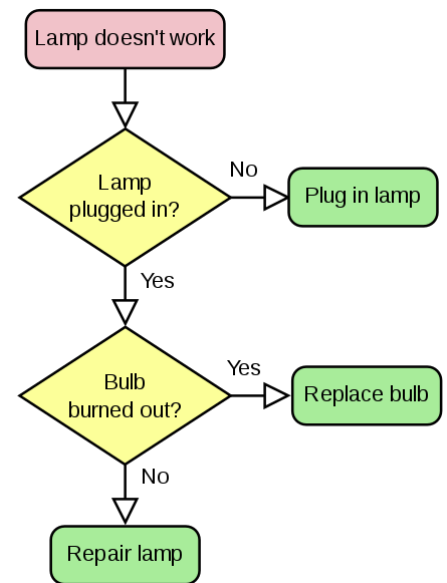 Lamp doesn't work
Lamp
plugged in?
No
Plug in lamp
Yes
Bulb
burned out?
Yes
Replace bulb
No
Repair lamp